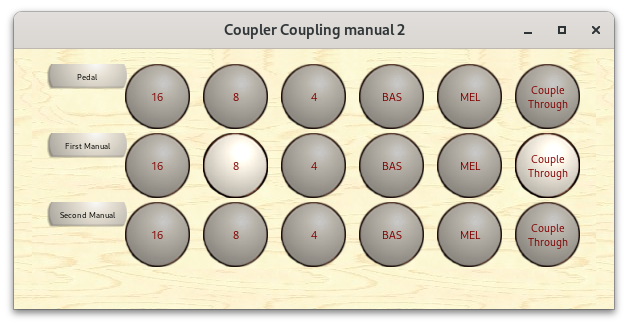 Coupler Coupling manual 2
Pedal
16 8 4 BAS MEL Couple Through
First Manual
16 8 4 BAS MEL Couple Through
Second Manual
16 8 4 BAS MEL Couple Through